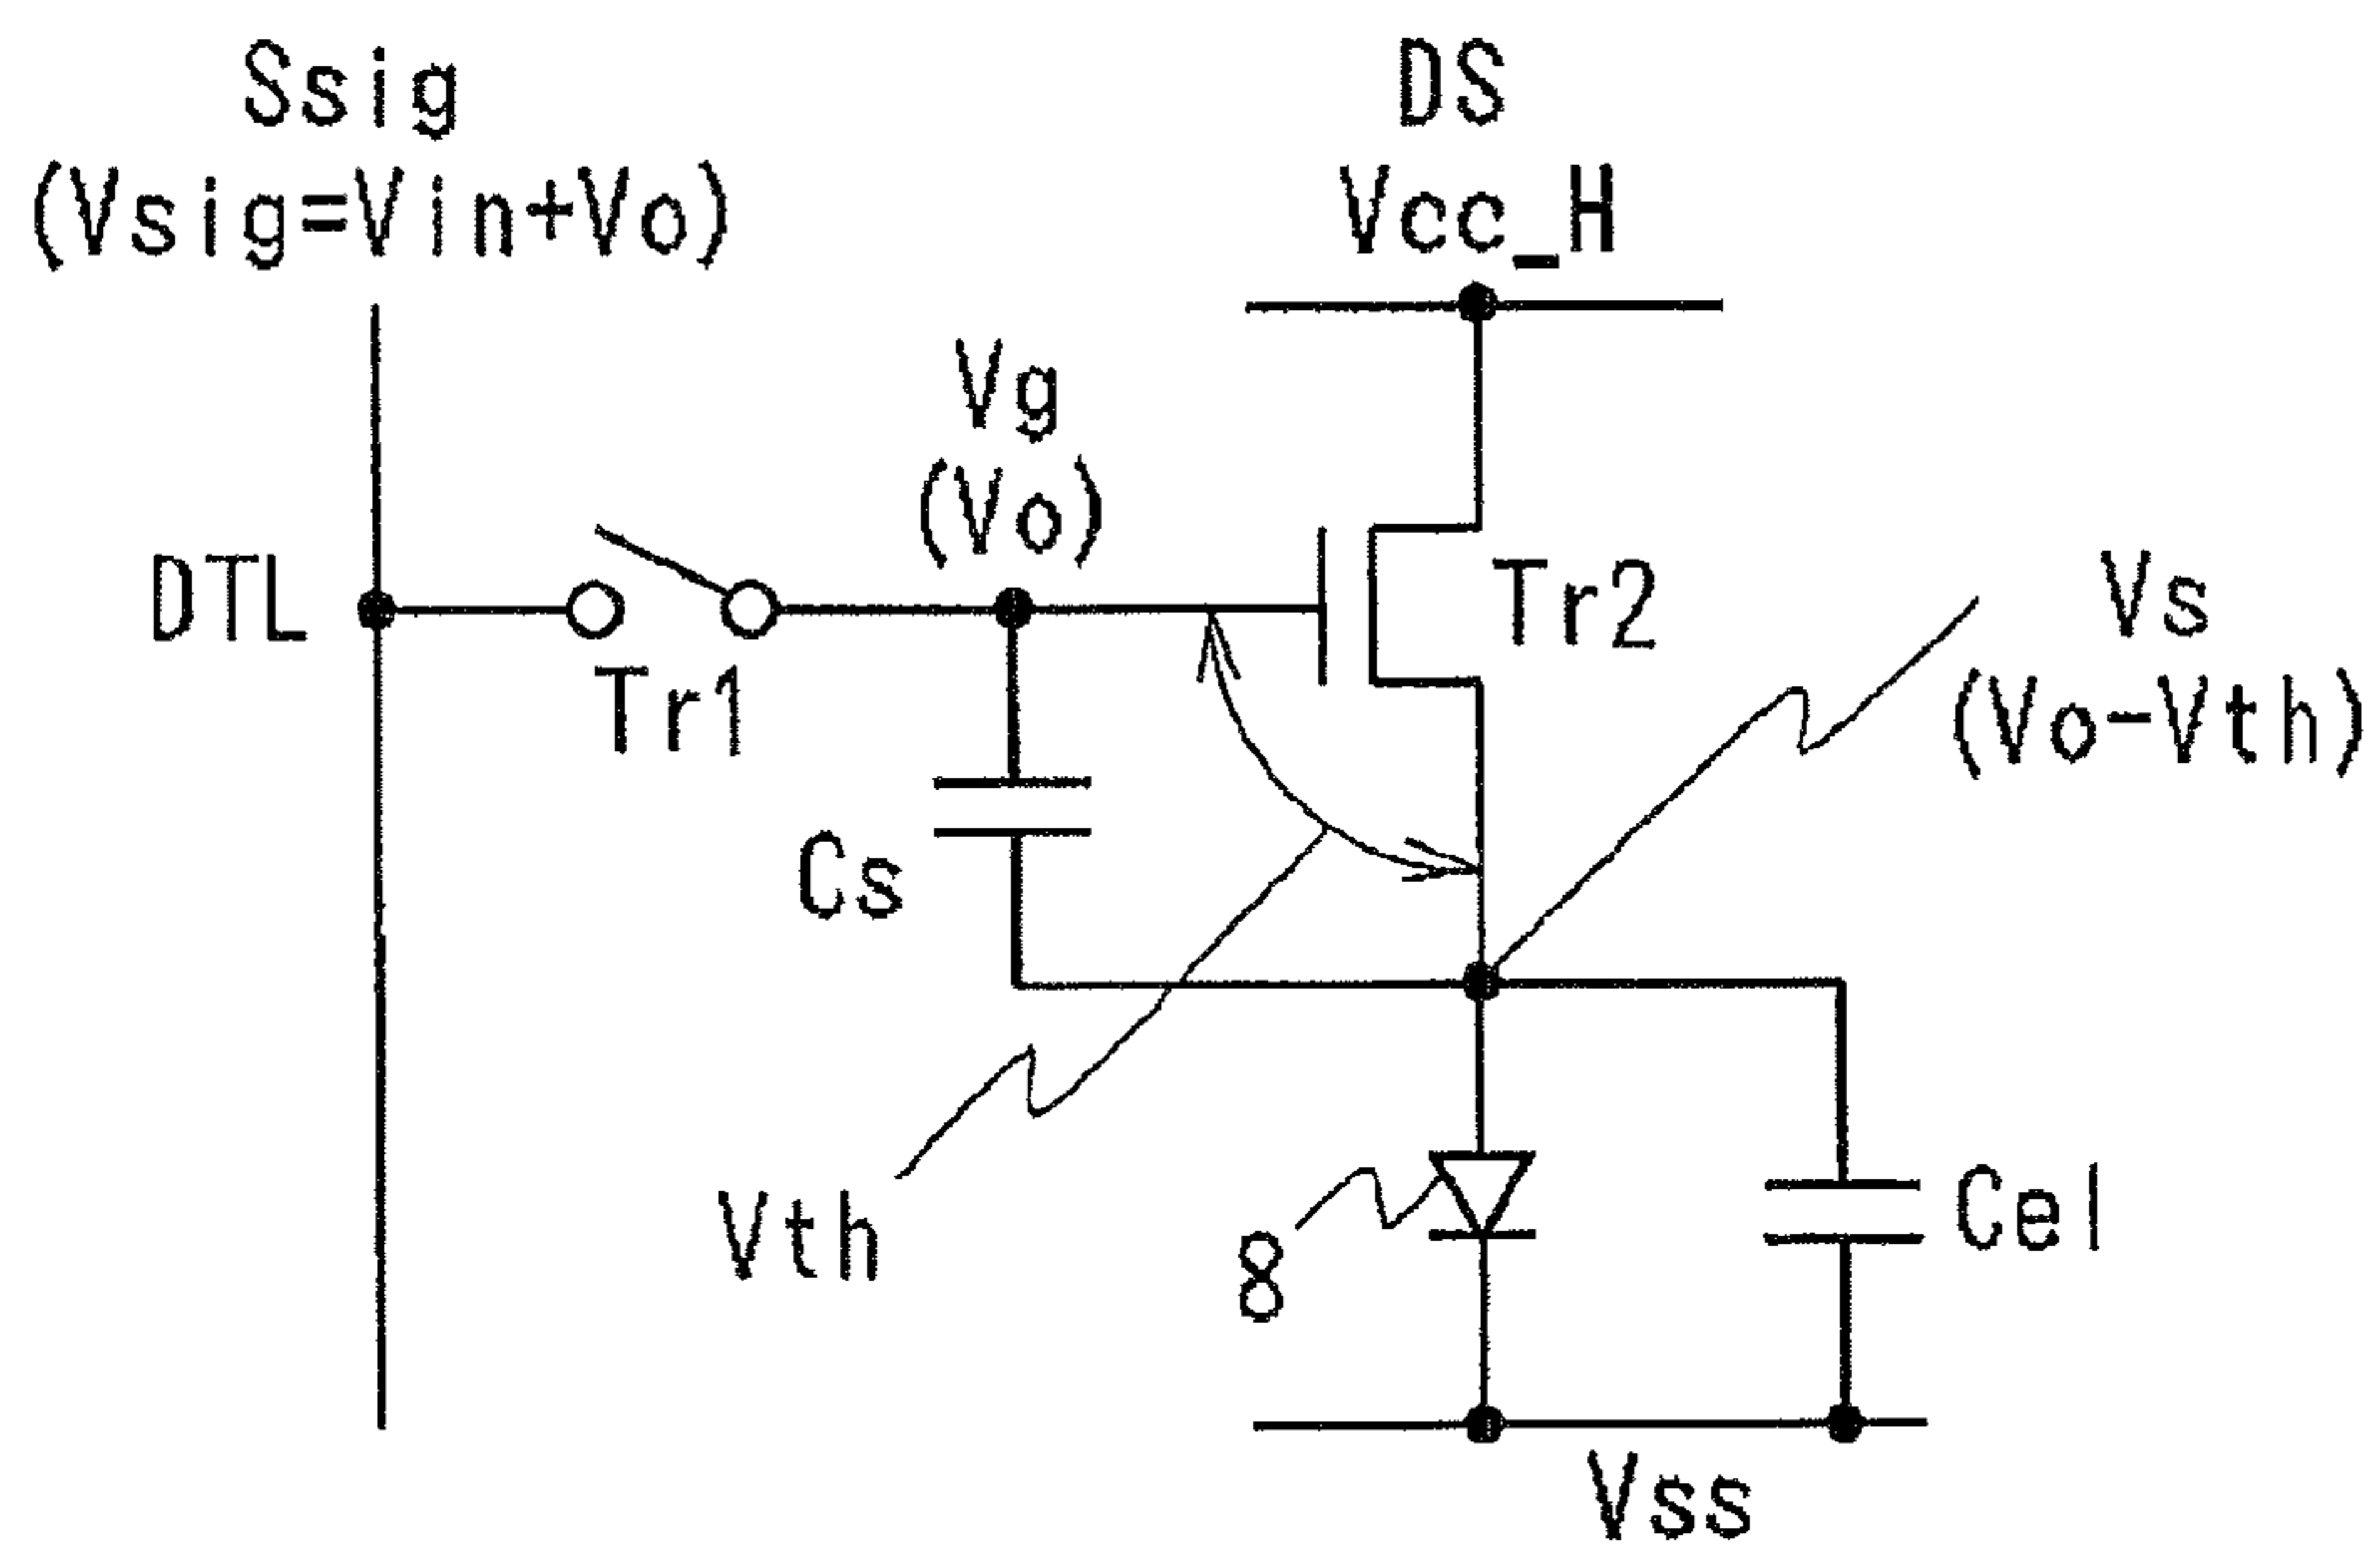 Ssig
(Vsig=Vin+Vo)
DS
Vcc_H
Vg
(Vo)
DTL
Tr1
Tr2
Vs
(Vo-Vth)
Cs
Vth
8
Cel
Vss